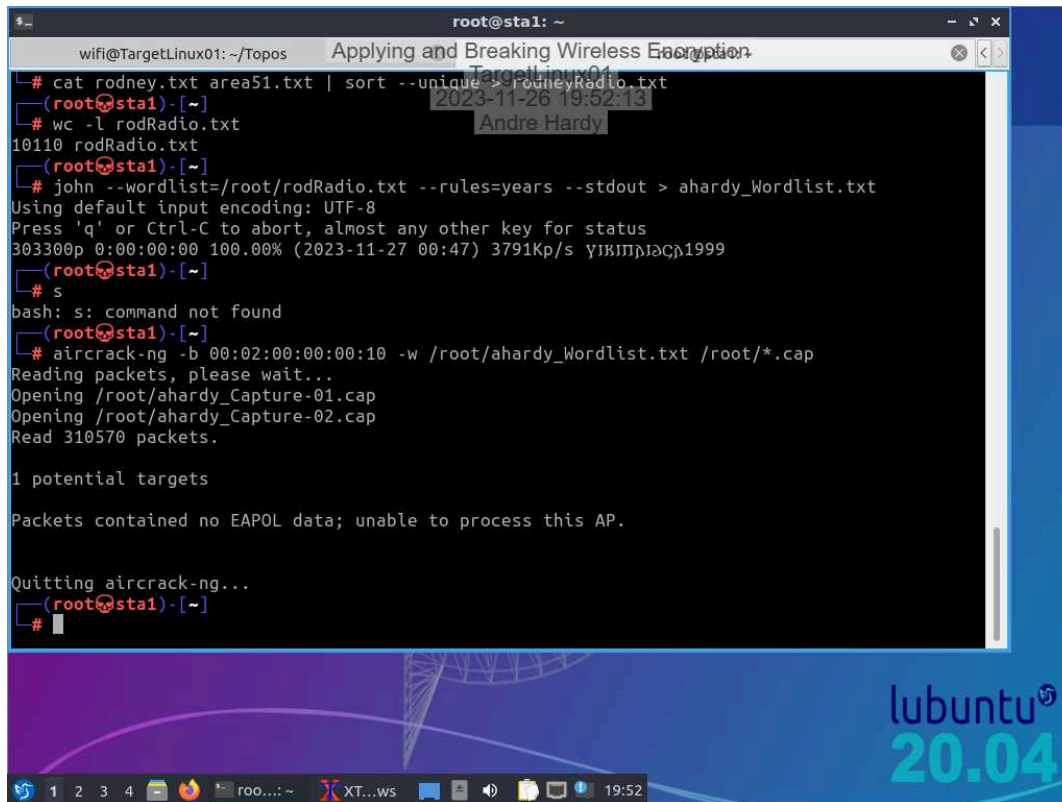 root@sta1: ~
wifi@TargetLinux01: ~/Topos
Applying and Breaking Wireless Encryption
TargetLinux01
2023-11-26 19:52:13
Andre Hardy
# cat rodney.txt area51.txt | sort --unique > rodneyRadio.txt
(root💀sta1)-[~]
# wc -l rodRadio.txt
10110 rodRadio.txt
(root💀sta1)-[~]
# john --wordlist=/root/rodRadio.txt --rules=years --stdout > ahardy_Wordlist.txt
Using default input encoding: UTF-8
Press 'q' or Ctrl-C to abort, almost any other key for status
303300p 0:00:00:00 100.00% (2023-11-27 00:47) 3791Kp/s 1999
(root💀sta1)-[~]
# s
bash: s: command not found
(root💀sta1)-[~]
# aircrack-ng -b 00:02:00:00:00:10 -w /root/ahardy_Wordlist.txt /root/*.cap
Reading packets, please wait...
Opening /root/ahardy_Capture-01.cap
Opening /root/ahardy_Capture-02.cap
Read 310570 packets.
1 potential targets
Packets contained no EAPOL data; unable to process this AP.
Quitting aircrack-ng...
(root💀sta1)-[~]
#
lubuntu
20.04
1 2 3 4 roo...: ~ XT...ws 19:52